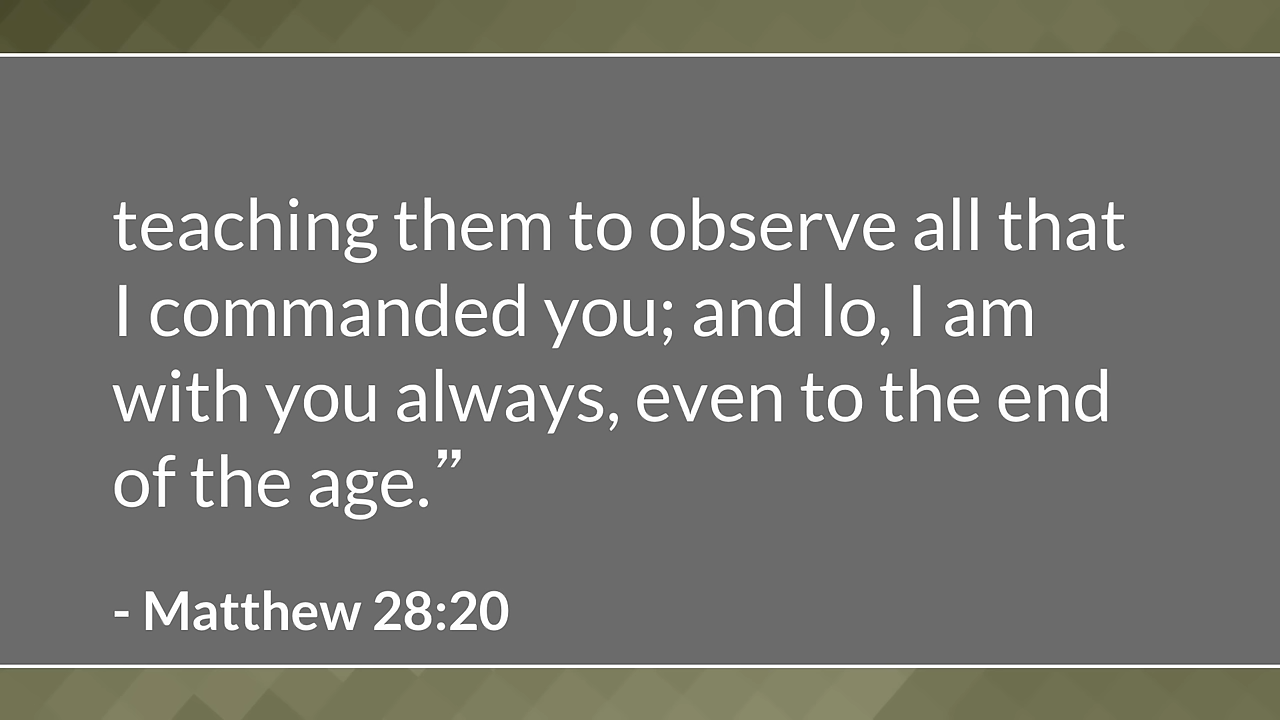 teaching them to observe all that
I commanded you; and lo, I am
with you always, even to the end
of the age.”
- Matthew 28:20